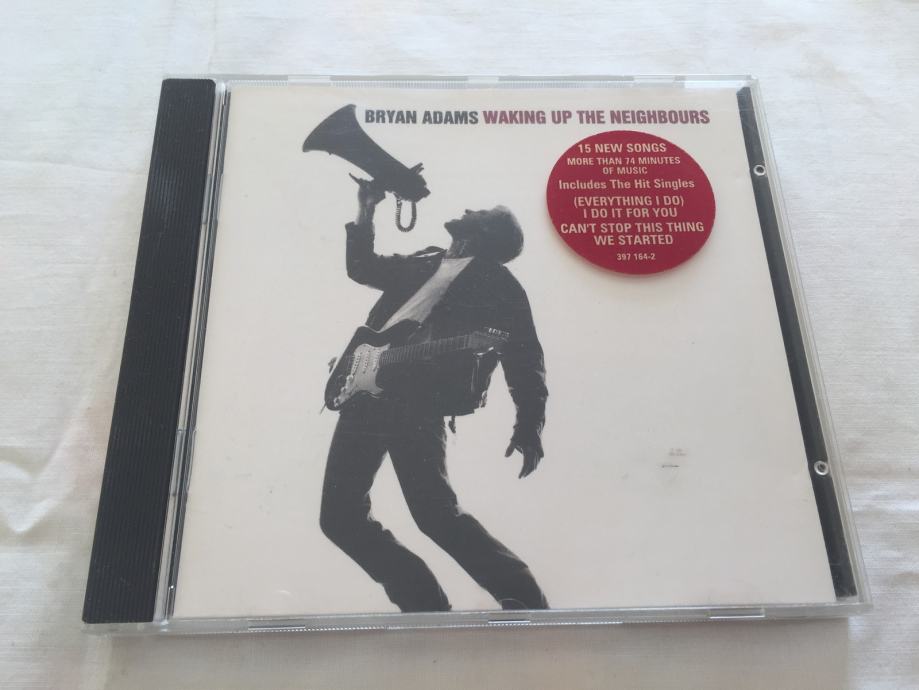 BRYAN ADAMS WAKING UP THE NEIGHBOURS
15 NEW SONGS
MORE THAN 74 MINUTES
OF MUSIC
Includes The Hit Singles
(EVERYTHING I DO)
I DO IT FOR YOU
CAN'T STOP THIS THING
WE STARTED
397 164-2